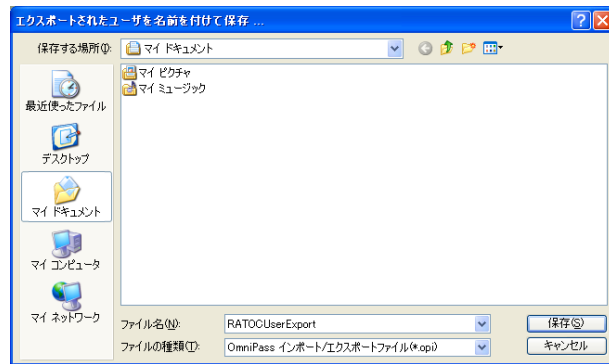 エクスポートされたユーザを名前を付けて保存 ...
保存する場所(I): マイ ドキュメント
マイ ピクチャ
マイ ミュージック
最近使ったファイル
デスクトップ
マイ ドキュメント
マイ コンピュータ
マイ ネットワーク
ファイル名(N): RATOCUserExport 保存(S)
ファイルの種類(T): OmniPass インポート/エクスポートファイル(*.opi) キャンセル